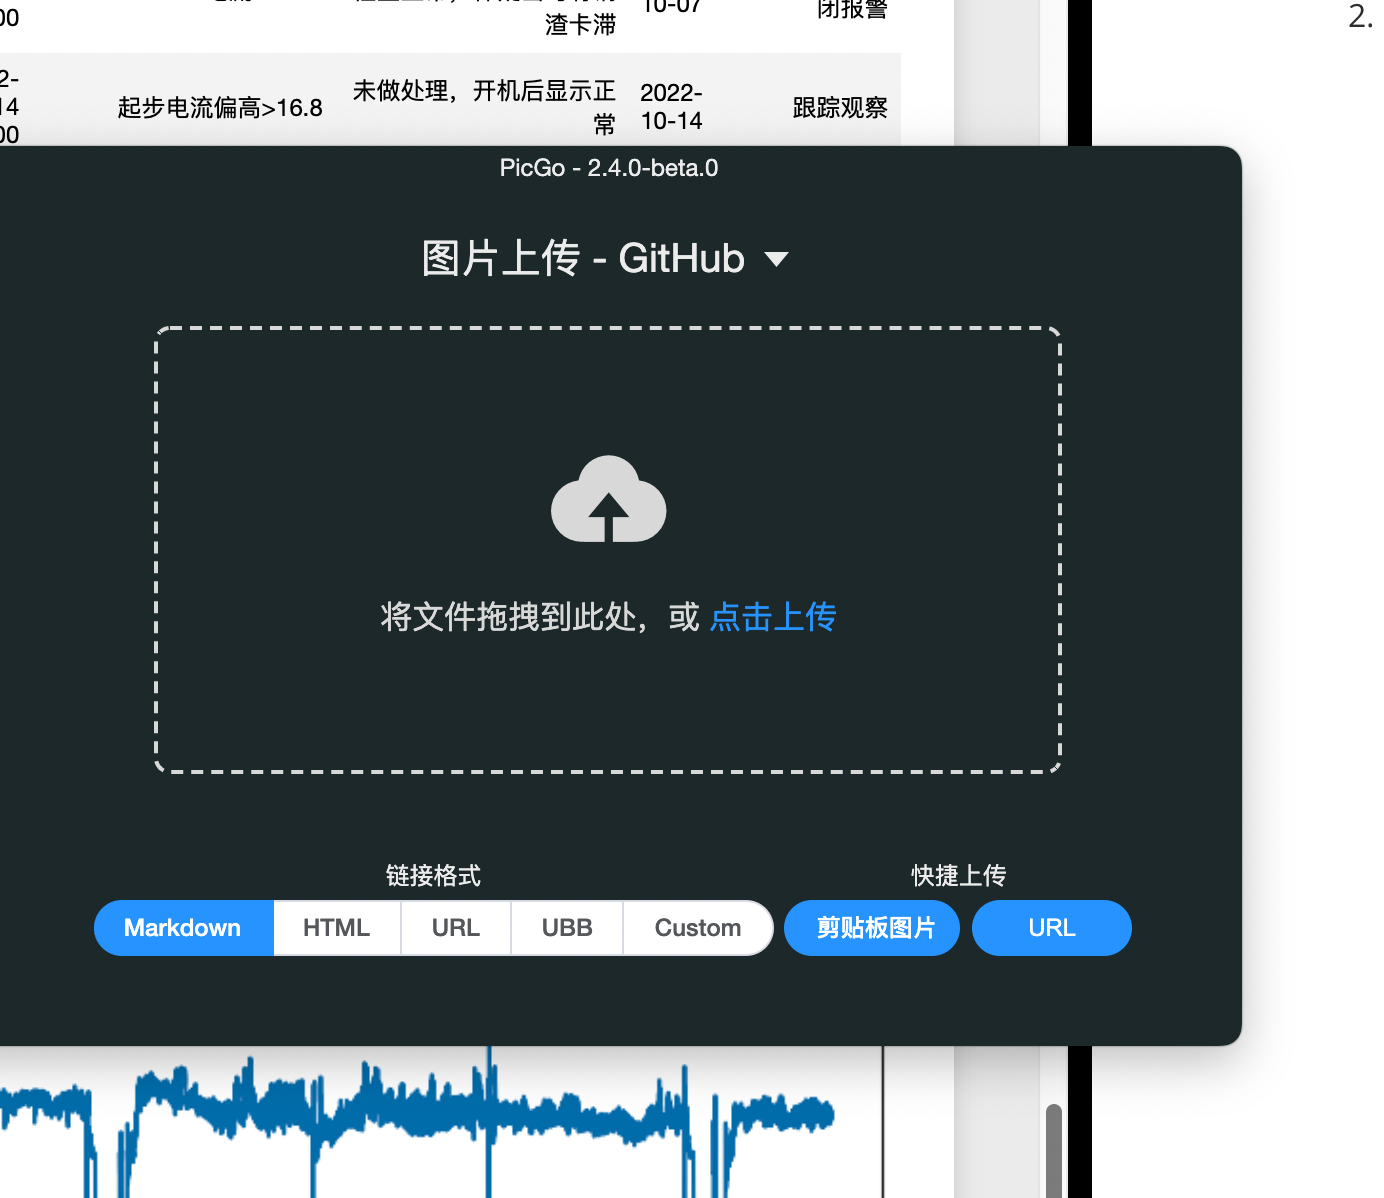 00
渣卡滞
10-07
闭报警
2.
2-
14
00
起步电流偏高>16.8
未做处理，开机后显示正
常
2022-
10-14
跟踪观察
PicGo - 2.4.0-beta.0
图片上传 - GitHub
将文件拖拽到此处，或 点击上传
链接格式
快捷上传
Markdown
HTML
URL
UBB
Custom
剪贴板图片
URL